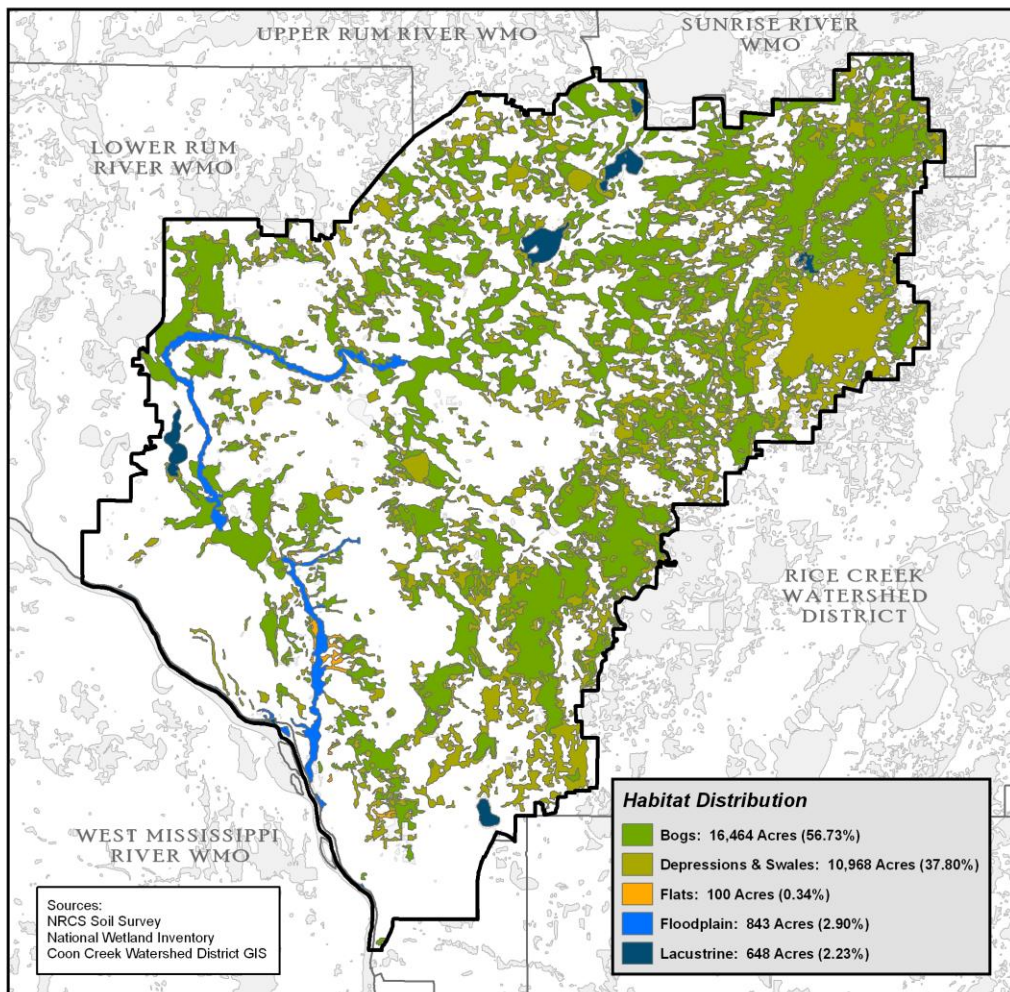 UPPER RUM RIVER WMO
SUNRISE RIVER
WMO
LOWER RUM
RIVER WMO
RICE CREEK
WATERSHED
DISTRICT
WEST MISSISSIPPI
RIVER WMO
Sources:
NRCS Soil Survey
National Wetland Inventory
Coon Creek Watershed District GIS
Habitat Distribution
Bogs: 16,464 Acres (56.73%)
Depressions & Swales: 10,968 Acres (37.80%)
Flats: 100 Acres (0.34%)
Floodplain: 843 Acres (2.90%)
Lacustrine: 648 Acres (2.23%)